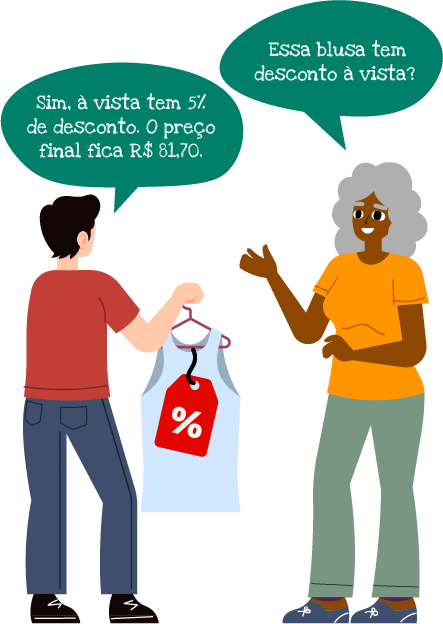 Essa blusa tem
desconto à vista?
Sim, à vista tem 5%
de desconto. O preço
final fica R$ 81,70.
%